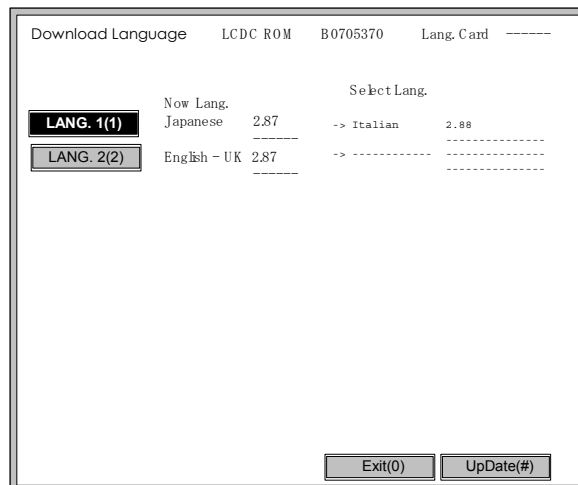 Download Language LCDC ROM B0705370 Lang. Card ------
Select Lang.
Now Lang.
LANG. 1(1) Japanese 2.87 -> Italian 2.88
------ ---------------
LANG. 2(2) English - UK 2.87 -> ------------ ---------------
------ ---------------
Exit(0) UpDate(#)